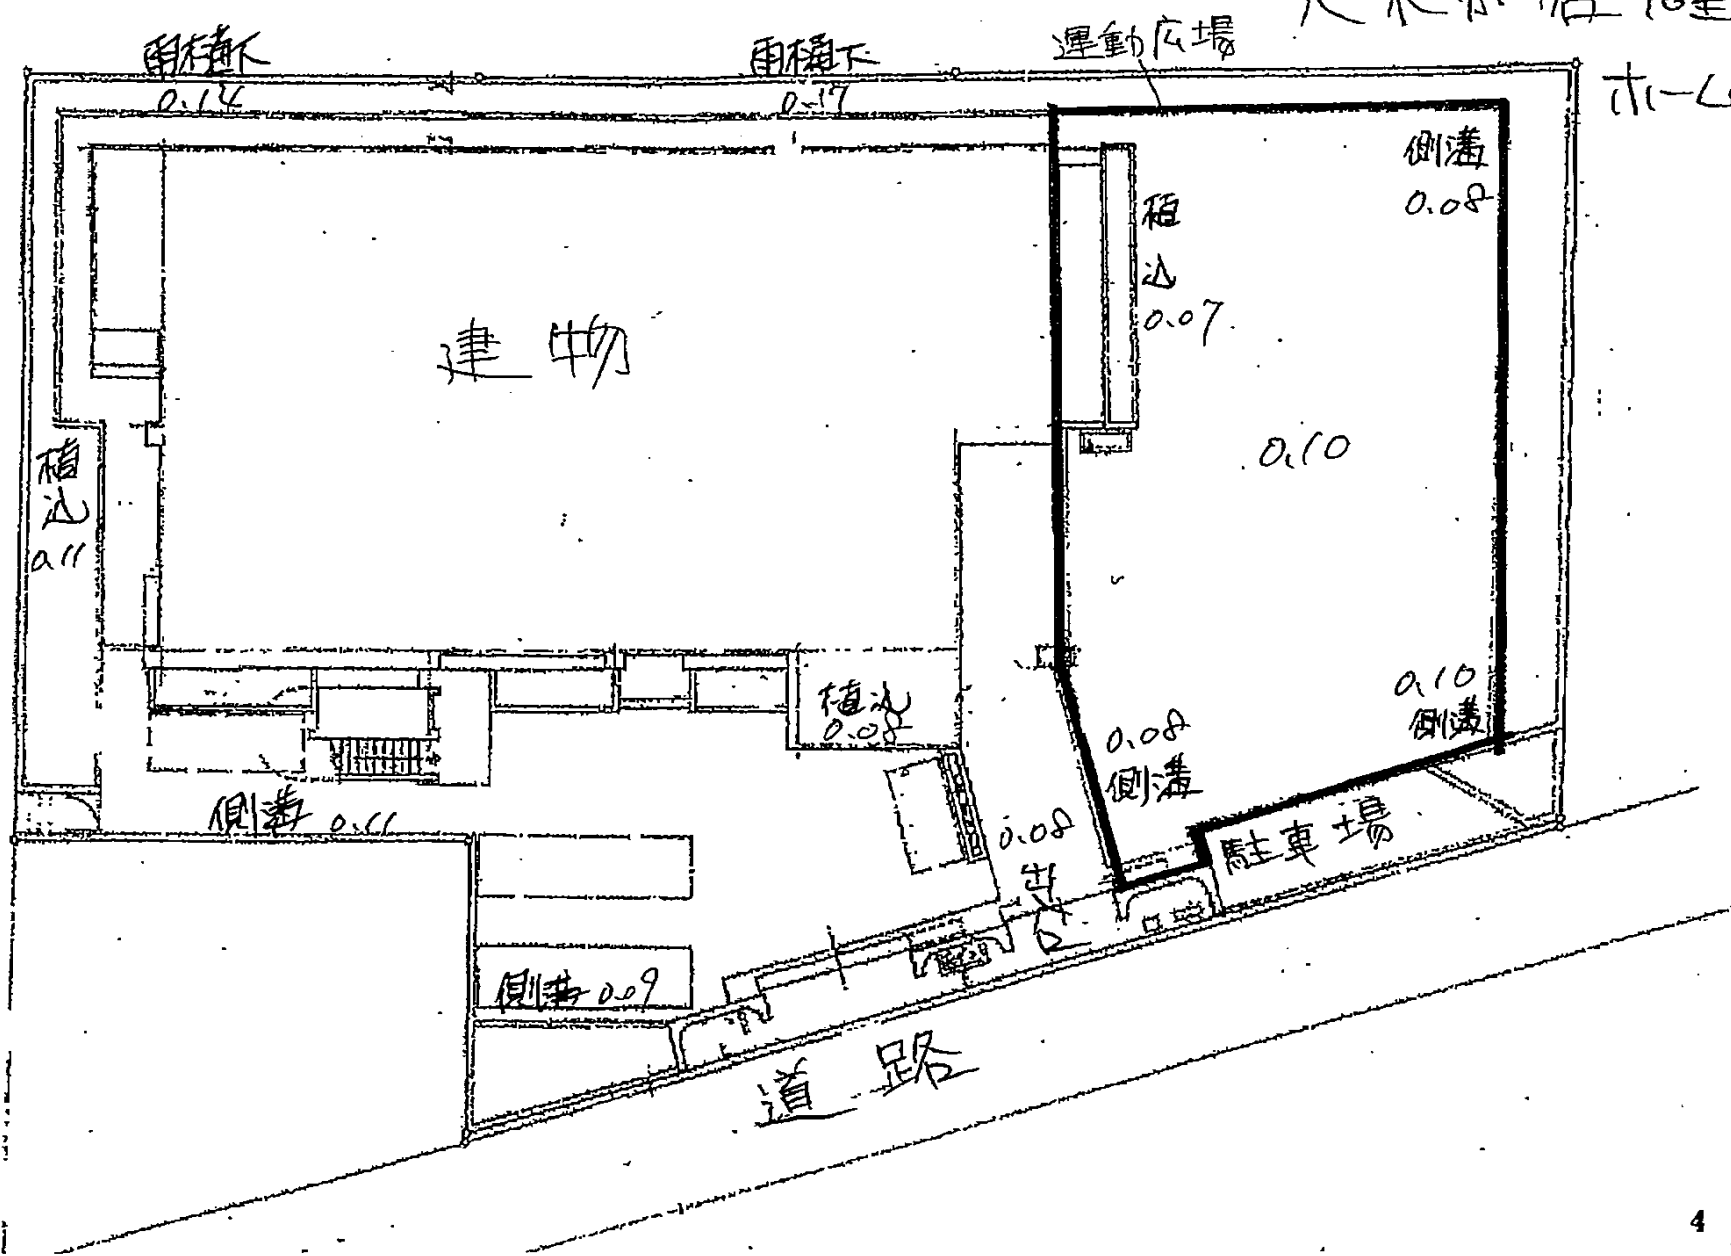 雨樋下
0.14
雨樋下
0.17
運動広場
ホーム
側溝
0.08
植
込
0.07
建物
0.10
植
込
0.11
0.10
側溝
植込
0.08
0.08
側溝
側溝 0.11
0.08
出入口
駐車場
側溝 0.09
道路
4